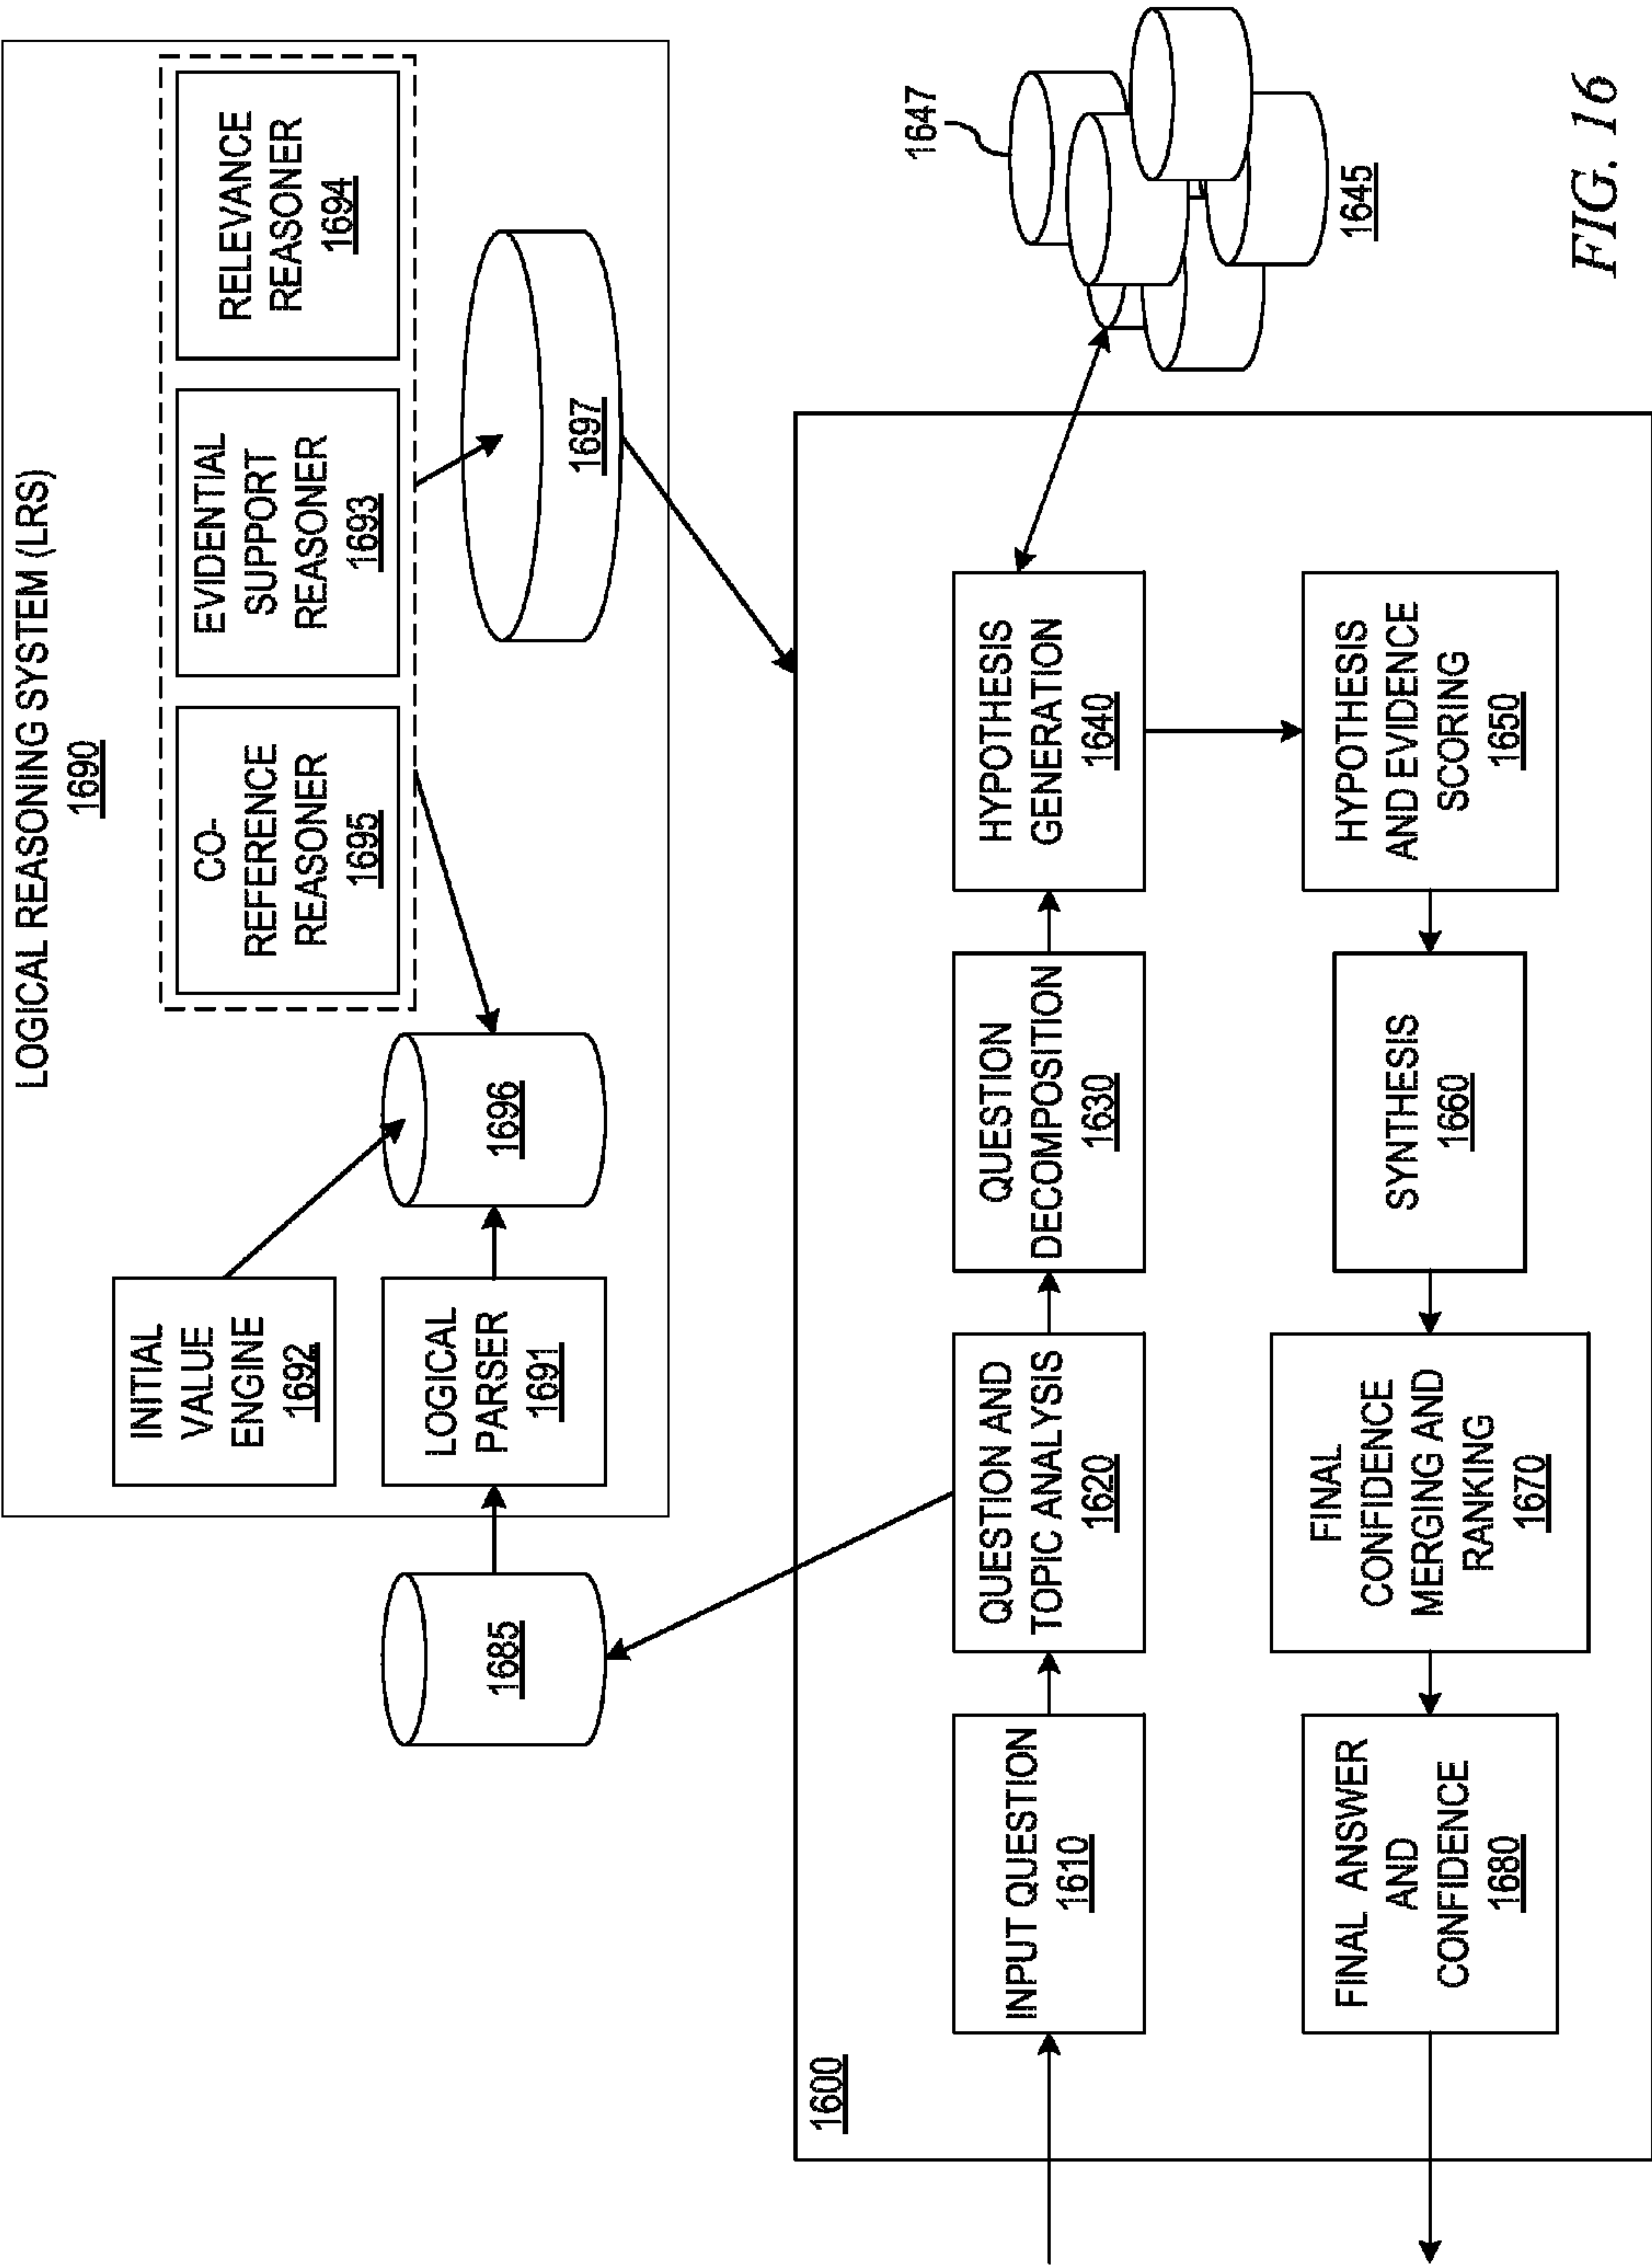 LOGICAL REASONING SYSTEM (LRS)
1690
INITIAL
VALUE
ENGINE
1692
CO-
REFERENCE
REASONER
1695
EVIDENTIAL
SUPPORT
REASONER
1693
RELEVANCE
REASONER
1694
1685
LOGICAL
PARSER
1691
1696
1697
1600
INPUT QUESTION
1610
QUESTION AND
TOPIC ANALYSIS
1620
QUESTION
DECOMPOSITION
1630
HYPOTHESIS
GENERATION
1640
1647
1645
FINAL ANSWER
AND
CONFIDENCE
1680
FINAL
CONFIDENCE
MERGING AND
RANKING
1670
SYNTHESIS
1660
HYPOTHESIS
AND EVIDENCE
SCORING
1650
FIG. 16